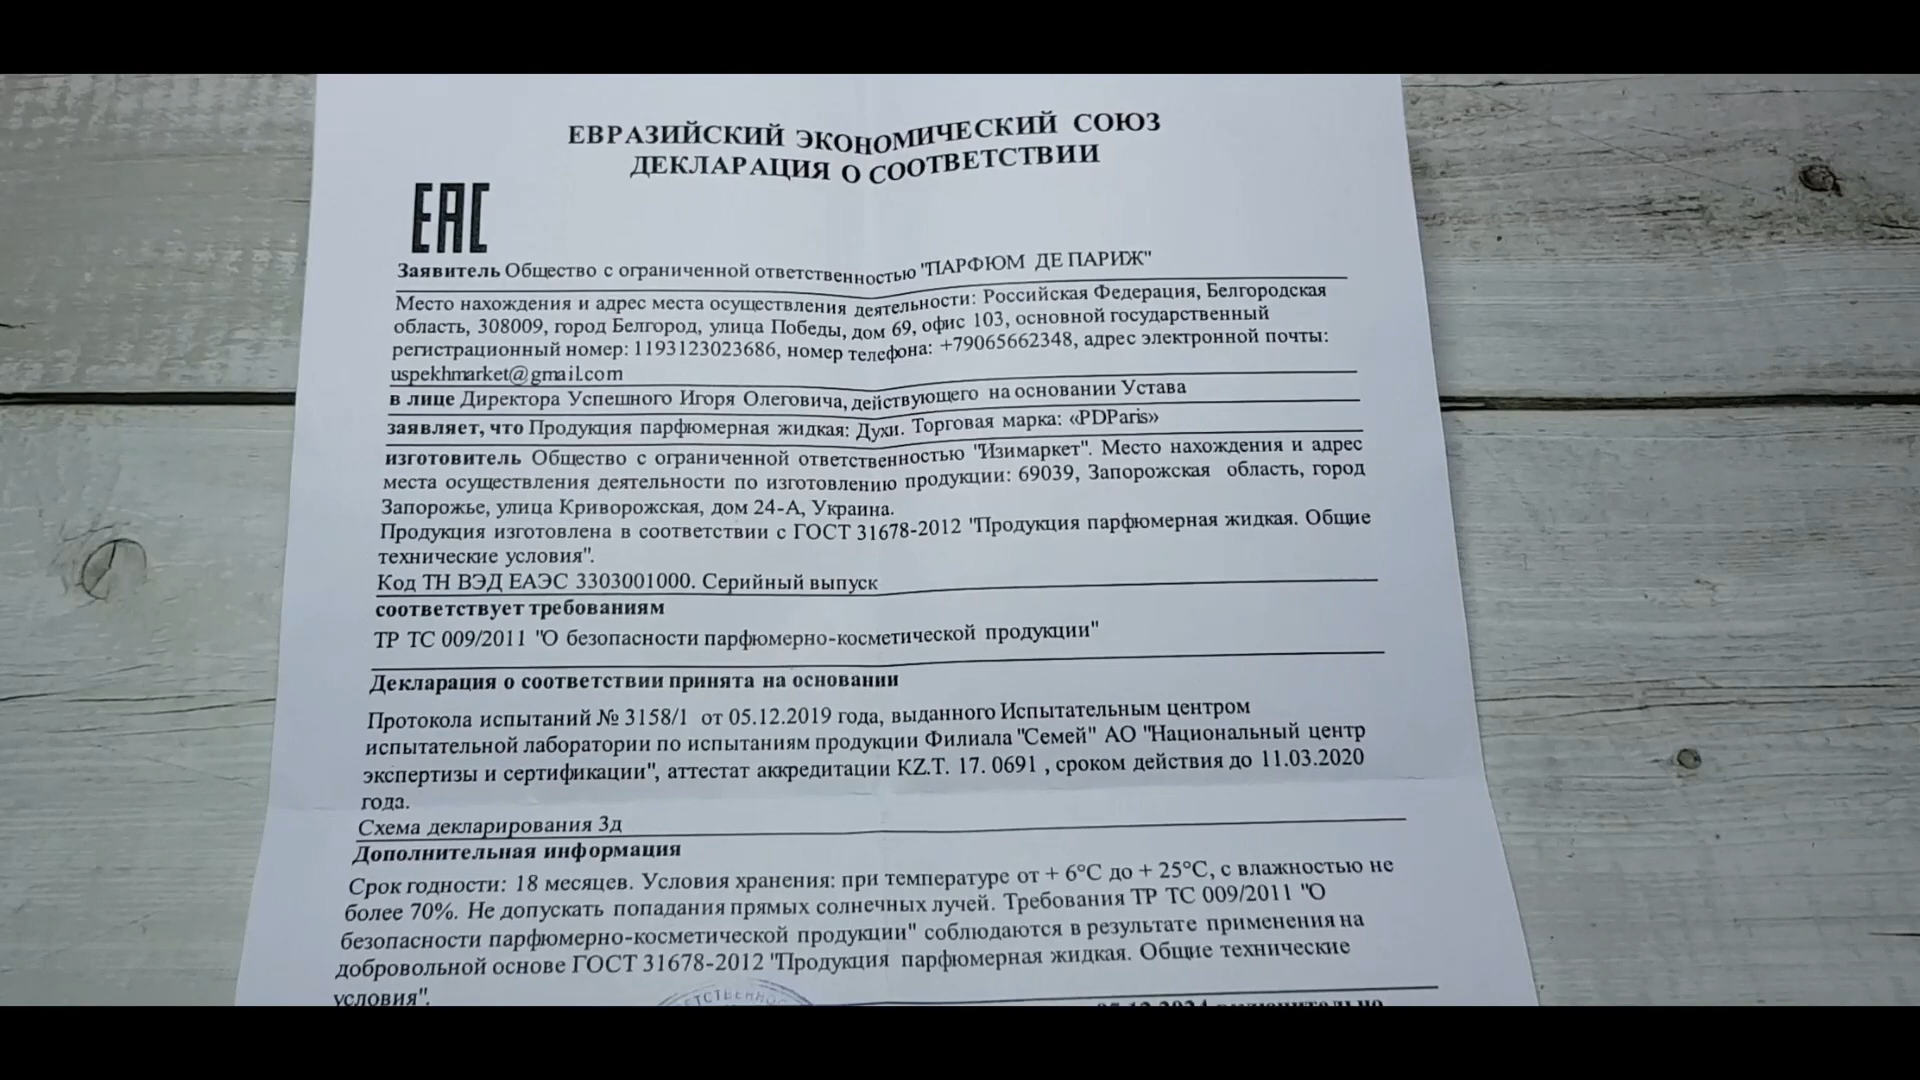 ЕВРАЗИЙСКИЙ ЭКОНОМИЧЕСКИЙ СОЮЗ
ДЕКЛАРАЦИЯ О СООТВЕТСТВИИ
EAC
Заявитель Общество с ограниченной ответственностью "ПАРФЮМ ДЕ ПАРИЖ"
Место нахождения и адрес места осуществления деятельности: Российская Федерация, Белгородская
область, 308009, город Белгород, улица Победы, дом 69, офис 103, основной государственный
регистрационный номер: 1193123023686, номер телефона: +79065662348, адрес электронной почты:
uspekhmarket@gmail.com
в лице Директора Успешного Игоря Олеговича, действующего на основании Устава
заявляет, что Продукция парфюмерная жидкая: Духи. Торговая марка: «PDParis»
изготовитель Общество с ограниченной ответственностью "Изимаркет". Место нахождения и адрес
места осуществления деятельности по изготовлению продукции: 69039, Запорожская область, город
Запорожье, улица Криворожская, дом 24-А, Украина.
Продукция изготовлена в соответствии с ГОСТ 31678-2012 "Продукция парфюмерная жидкая. Общие
технические условия".
Код ТН ВЭД ЕАЭС 3303001000. Серийный выпуск
соответствует требованиям
ТР ТС 009/2011 "О безопасности парфюмерно-косметической продукции"
Декларация о соответствии принята на основании
Протокола испытаний № 3158/1 от 05.12.2019 года, выданного Испытательным центром
испытательной лаборатории по испытаниям продукции Филиала "Семей" АО "Национальный центр
экспертизы и сертификации", аттестат аккредитации KZ.T. 17. 0691 , сроком действия до 11.03.2020
года.
Схема декларирования 3д
Дополнительная информация
Срок годности: 18 месяцев. Условия хранения: при температуре от + 6°С до + 25°С, с влажностью не
более 70%. Не допускать попадания прямых солнечных лучей. Требования ТР ТС 009/2011 "О
безопасности парфюмерно-косметической продукции" соблюдаются в результате применения на
добровольной основе ГОСТ 31678-2012 "Продукция парфюмерная жидкая. Общие технические
условия".